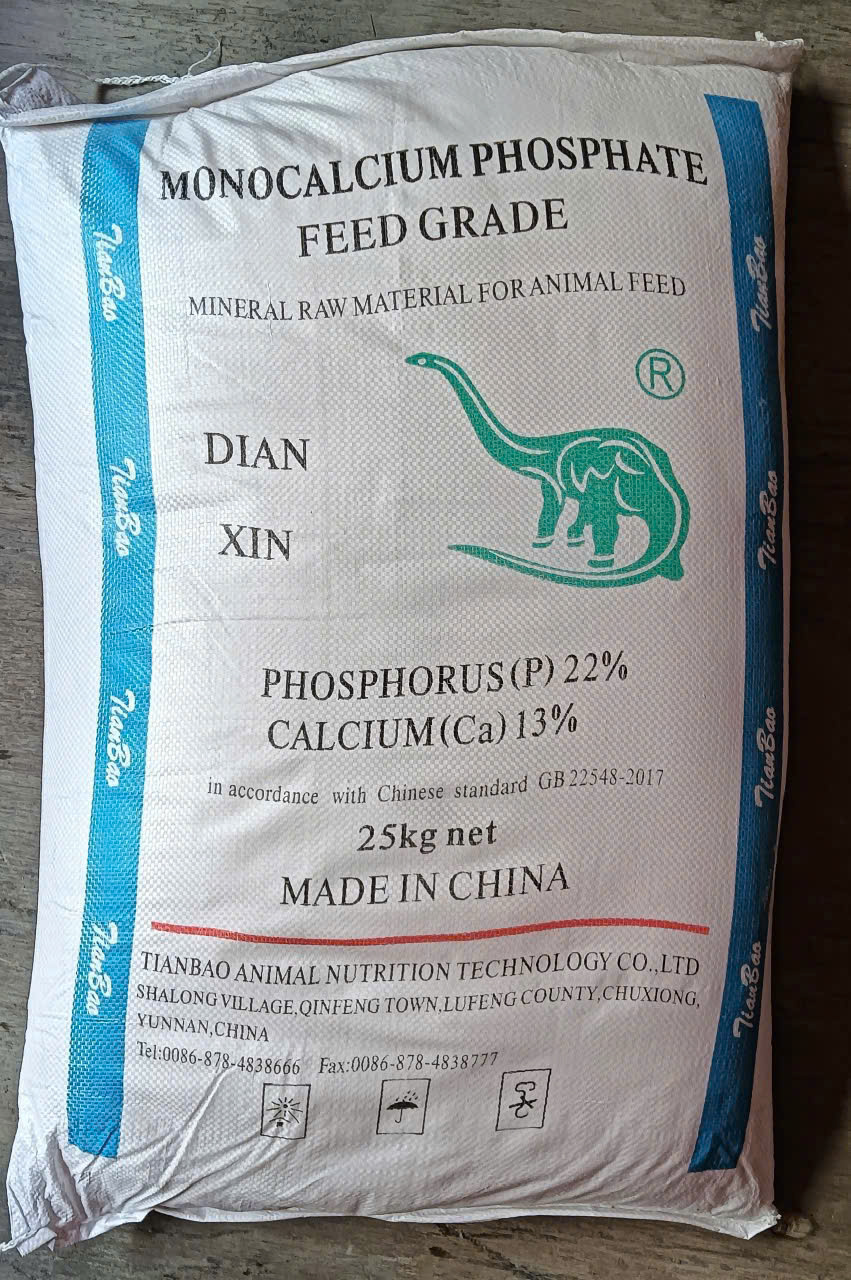 MONOCALCIUM PHOSPHATE
FEED GRADE
MINERAL RAW MATERIAL FOR ANIMAL FEED
®
DIAN
XIN
PHOSPHORUS(P) 22%
CALCIUM(Ca) 13%
in accordance with Chinese standard GB 22548-2017
25kg net
MADE IN CHINA
TIANBAO ANIMAL NUTRITION TECHNOLOGY CO.,LTD
SHALONG VILLAGE,QINFENG TOWN,LUFENG COUNTY,CHUXIONG,
YUNNAN,CHINA
Tel:0086-878-4838666 Fax:0086-878-4838777
TianBao
TianBao
TianBao
TianBao
TianBao
TianBao
TianBao
TianBao